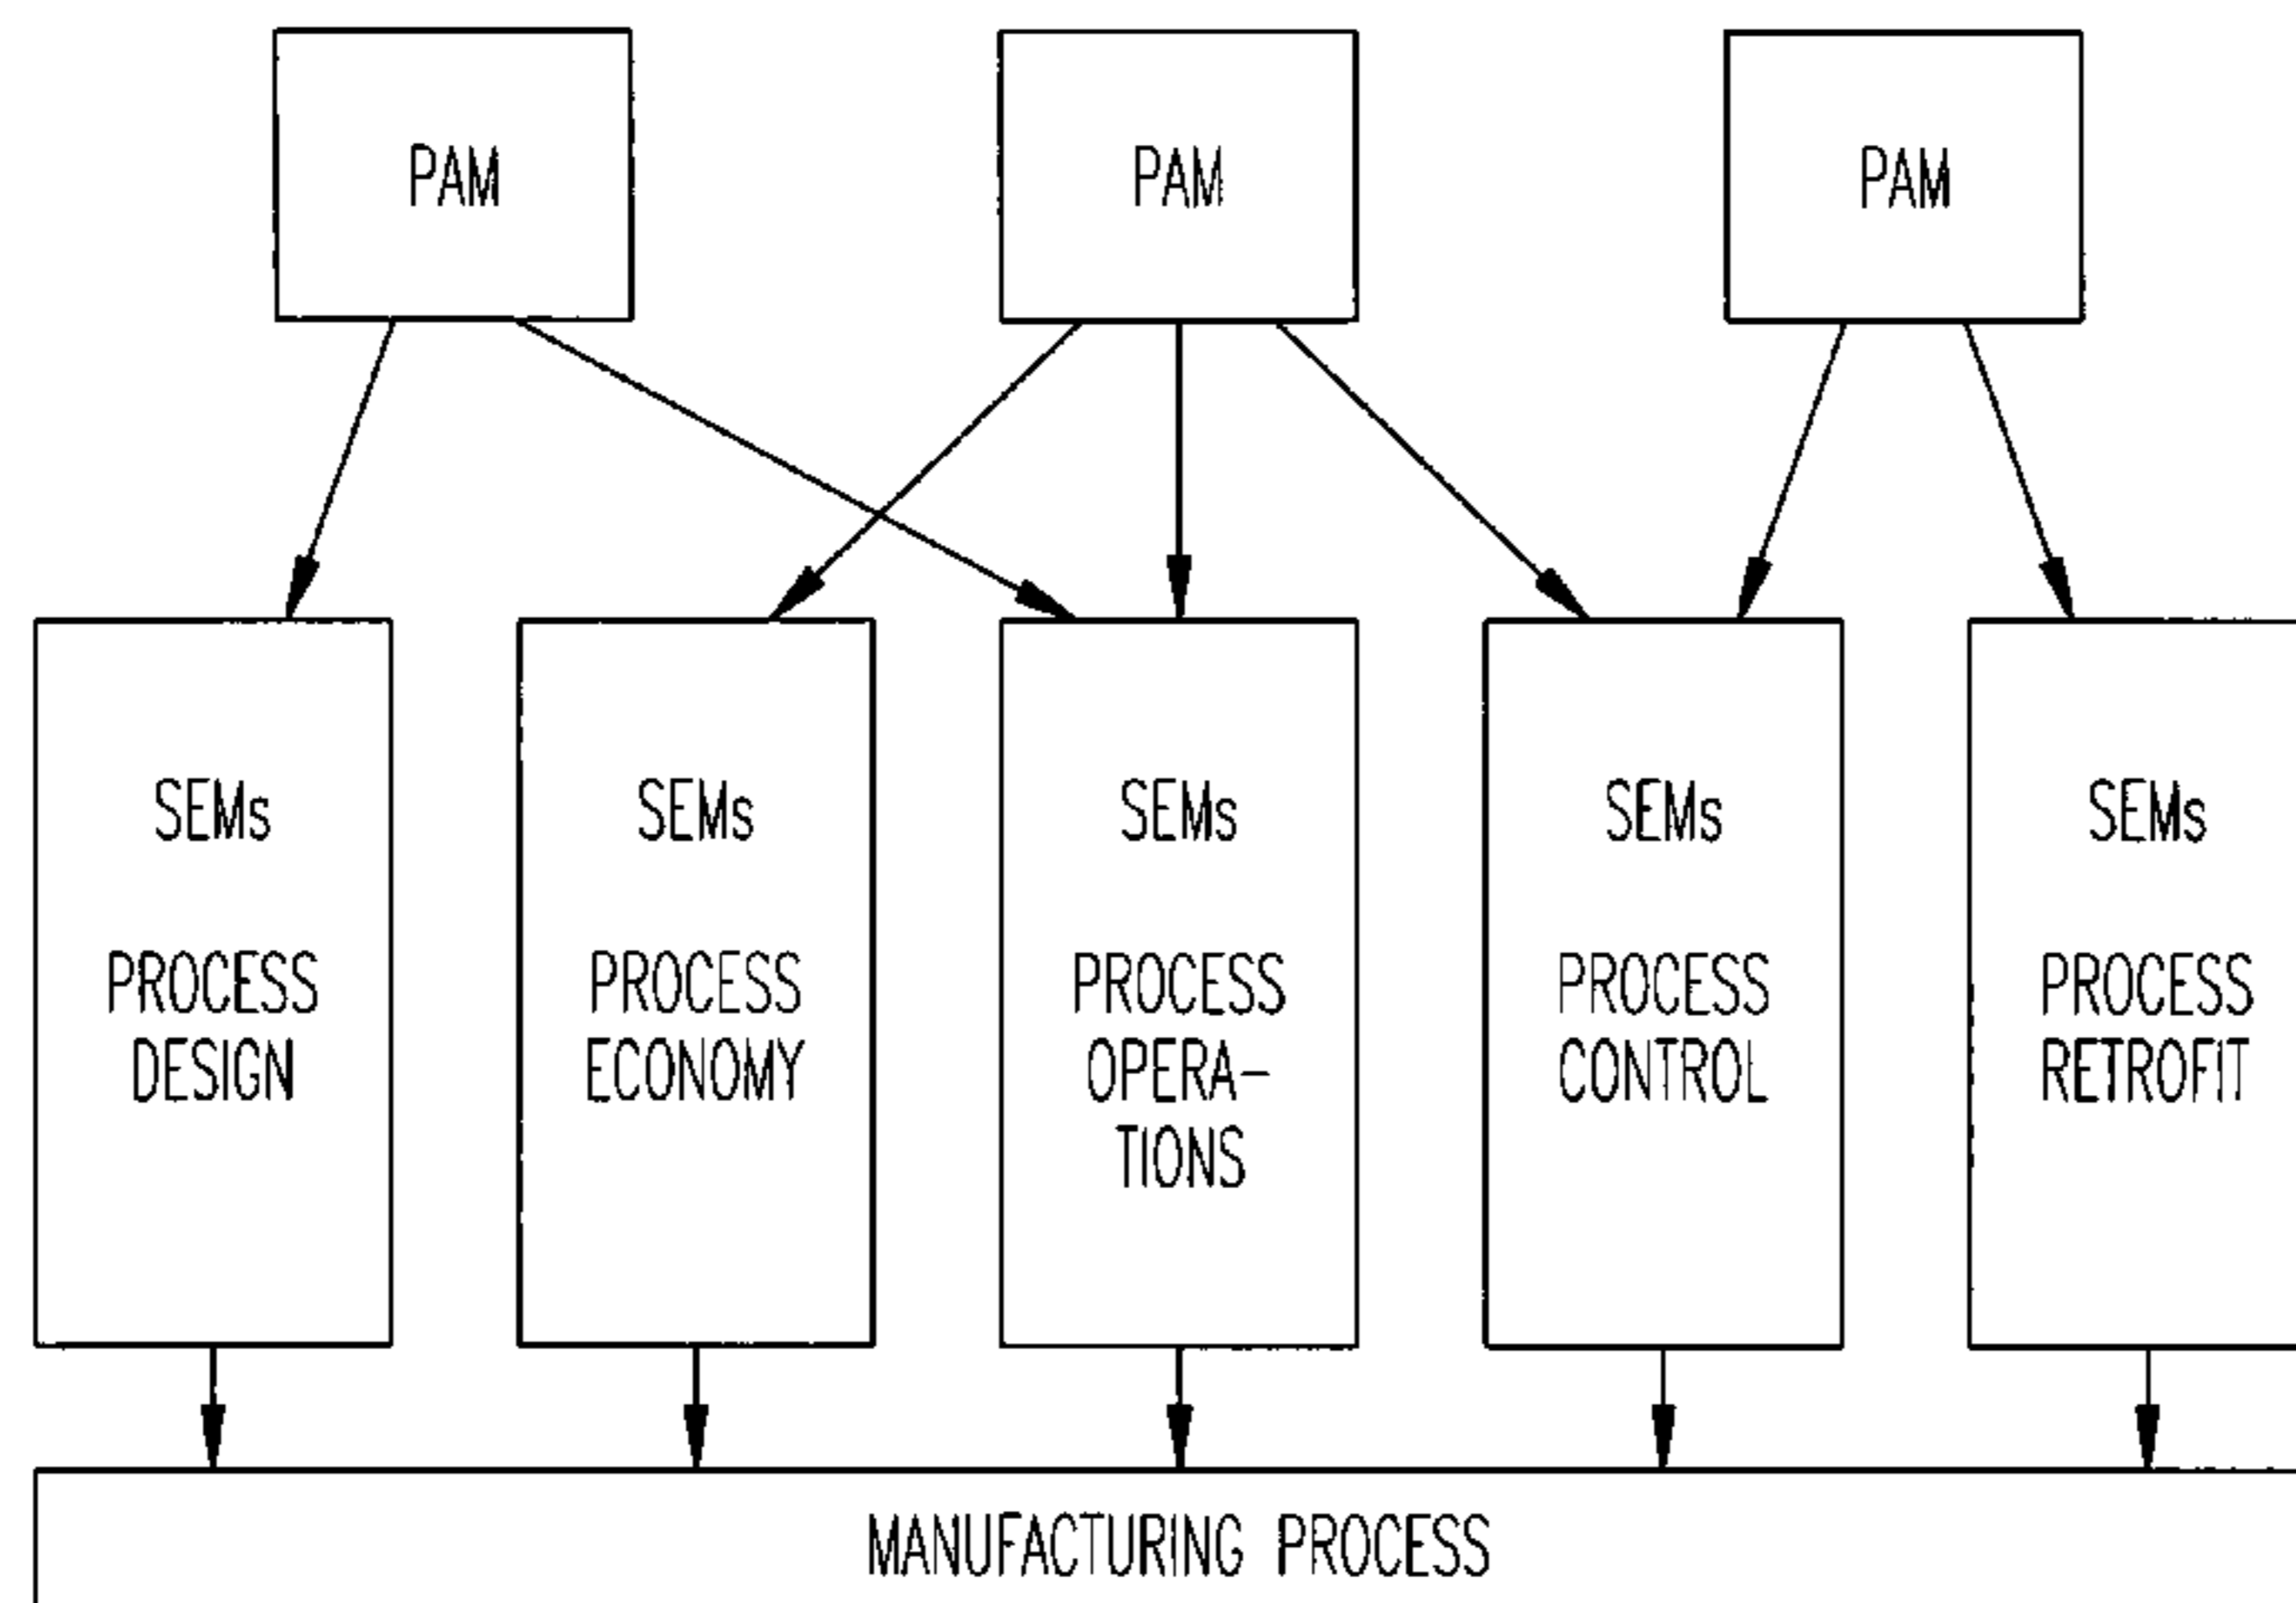 PAM
PAM
PAM
SEMs
PROCESS
DESIGN
SEMs
PROCESS
ECONOMY
SEMs
PROCESS
OPERA-
TIONS
SEMs
PROCESS
CONTROL
SEMs
PROCESS
RETROFIT
MANUFACTURING PROCESS